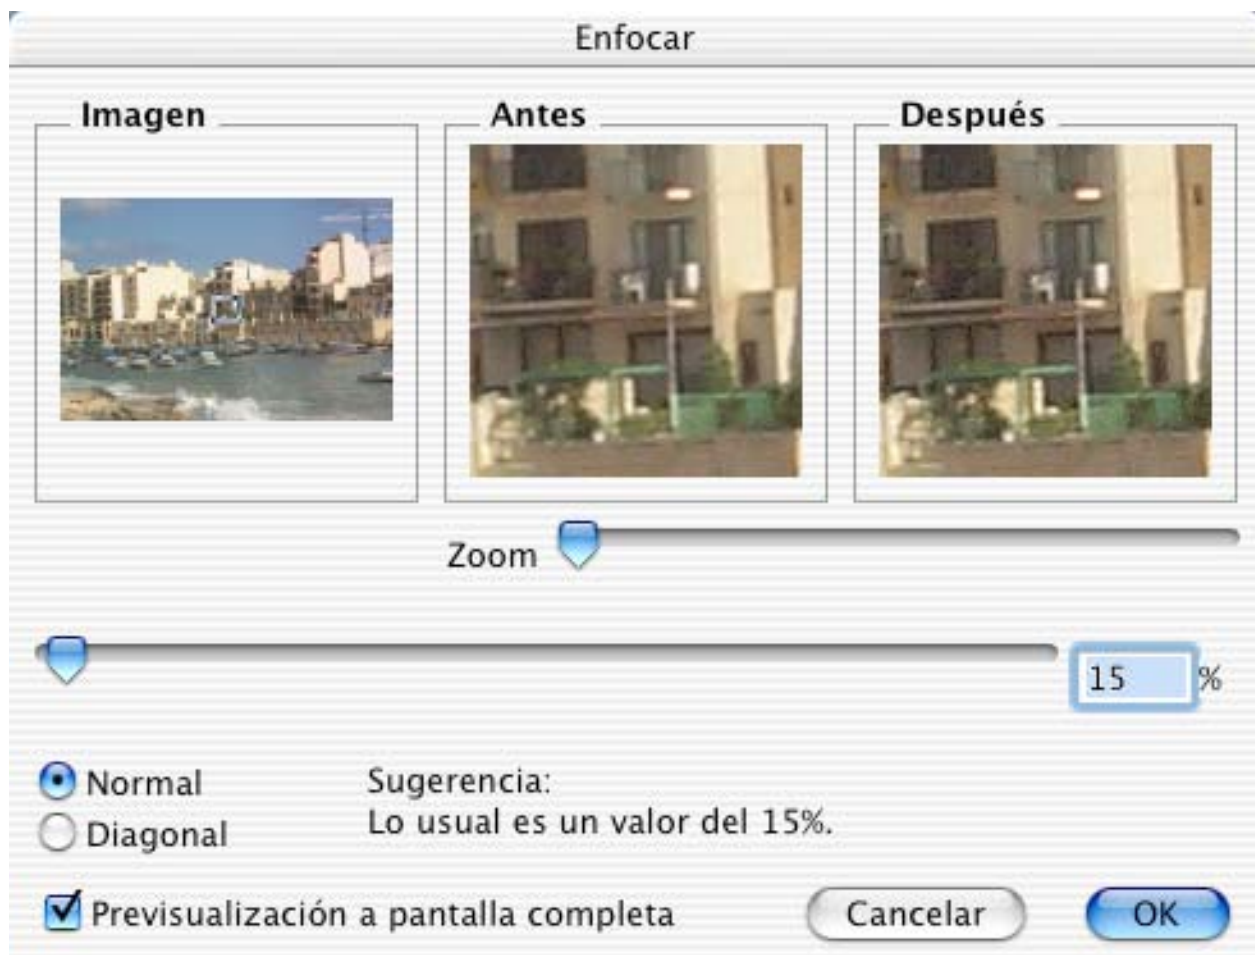 Enfocar
Imagen
Antes
Después
Zoom
15 %
Normal
Diagonal
Sugerencia:
Lo usual es un valor del 15%.
Previsualización a pantalla completa
Cancelar
OK